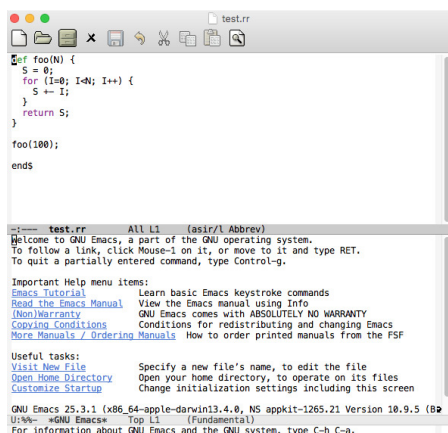 test.rr
def foo(N) {
S = 0;
for (I=0; I<N; I++) {
S += I;
}
return S;
}
foo(100);
end$
-:--- test.rr All L1 (asir/l Abbrev)
Welcome to GNU Emacs, a part of the GNU operating system.
To follow a link, click Mouse-1 on it, or move to it and type RET.
To quit a partially entered command, type Control-g.
Important Help menu items:
Emacs Tutorial Learn basic Emacs keystroke commands
Read the Emacs Manual View the Emacs manual using Info
(Non)Warranty GNU Emacs comes with ABSOLUTELY NO WARRANTY
Copying Conditions Conditions for redistributing and changing Emacs
More Manuals / Ordering Manuals How to order printed manuals from the FSF
Useful tasks:
Visit New File Specify a new file's name, to edit the file
Open Home Directory Open your home directory, to operate on its files
Customize Startup Change initialization settings including this screen
GNU Emacs 25.3.1 (x86_64-apple-darwin13.4.0, NS appkit-1265.21 Version 10.9.5 (B
U:%%- *GNU Emacs* Top L1 (Fundamental)
For information about GNU Emacs and the GNU system, type C-h C-a.